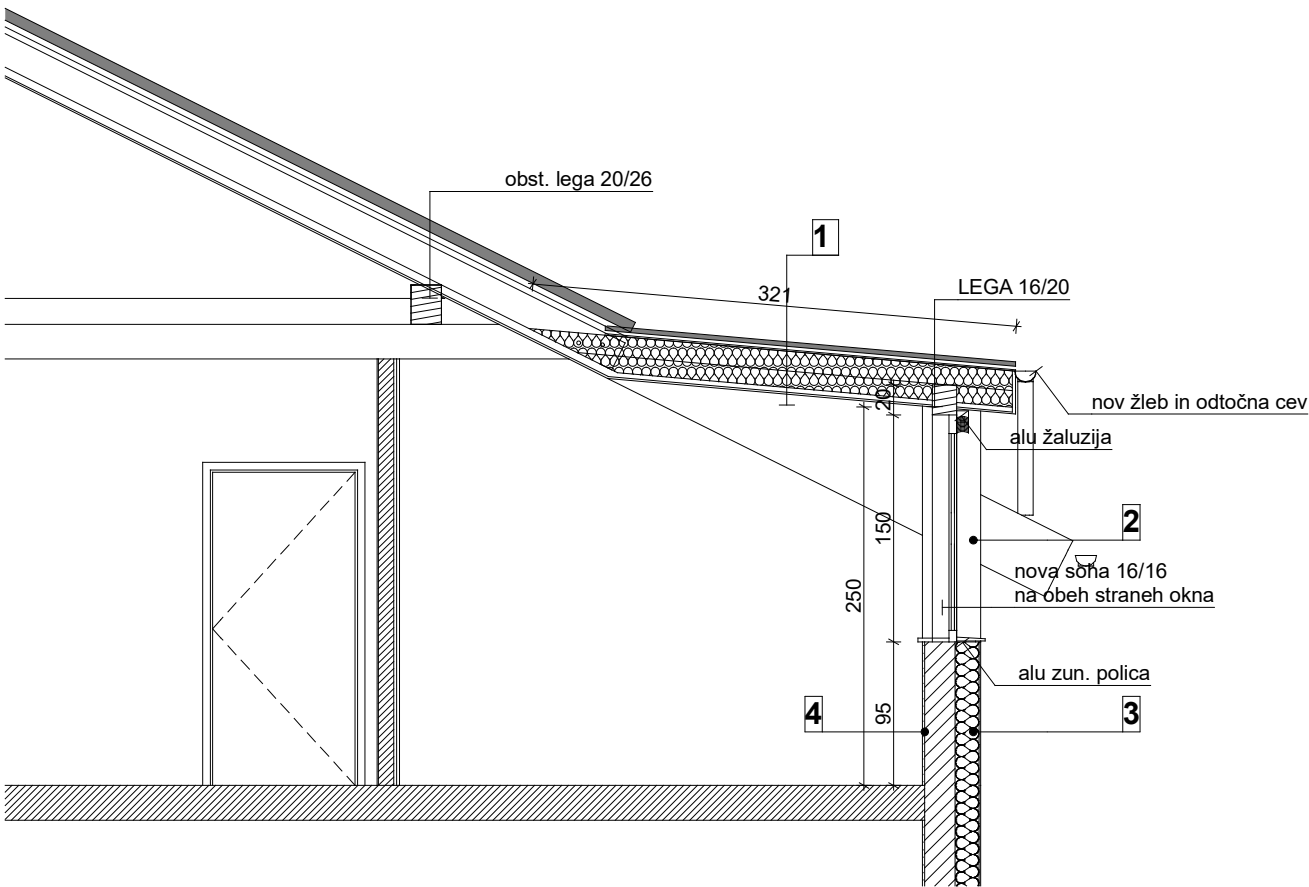 obst. lega 20/26
1
LEGA 16/20
321
nov žleb in odtočna cev
20
alu žaluzija
2
150
nova soha 16/16
na obeh straneh okna
250
alu zun. polica
4
95
3